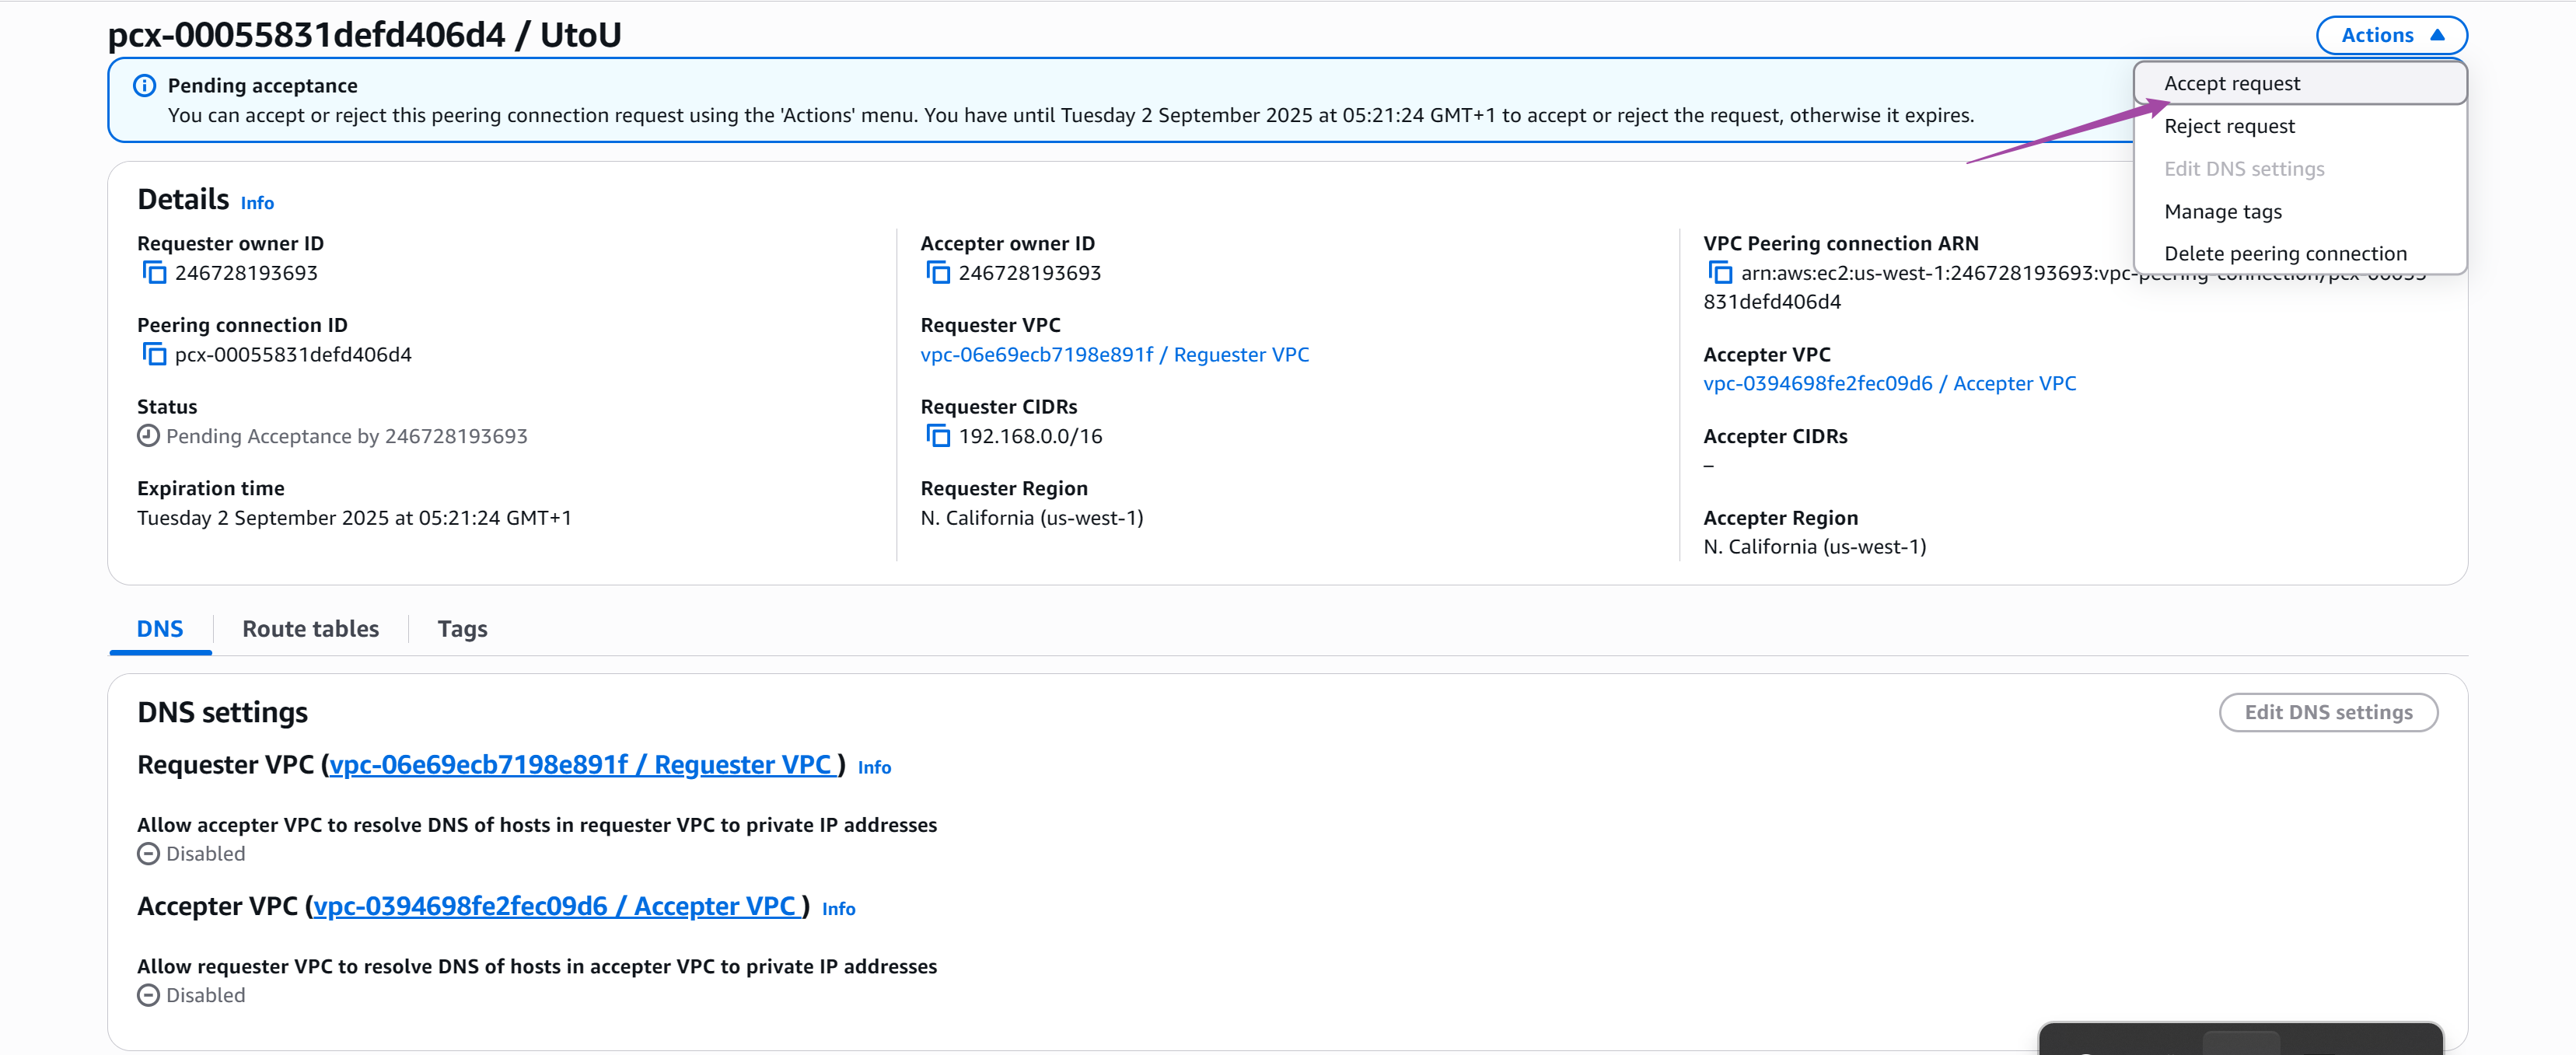 pcx-00055831defd406d4 / UtoU
Actions
Pending acceptance
You can accept or reject this peering connection request using the 'Actions' menu. You have until Tuesday 2 September 2025 at 05:21:24 GMT+1 to accept or reject the request, otherwise it expires.
Accept request
Reject request
Edit DNS settings
Manage tags
Delete peering connection
Details Info
Requester owner ID
246728193693
Peering connection ID
pcx-00055831defd406d4
Status
Pending Acceptance by 246728193693
Expiration time
Tuesday 2 September 2025 at 05:21:24 GMT+1
Accepter owner ID
246728193693
Requester VPC
vpc-06e69ecb7198e891f / Reguester VPC
Requester CIDRs
192.168.0.0/16
Requester Region
N. California (us-west-1)
VPC Peering connection ARN
arn:aws:ec2:us-west-1:246728193693:vpc-peering-connection/pcx-00055
831defd406d4
Accepter VPC
vpc-0394698fe2fec09d6 / Accepter VPC
Accepter CIDRs
–
Accepter Region
N. California (us-west-1)
DNS
Route tables
Tags
DNS settings
Edit DNS settings
Requester VPC (vpc-06e69ecb7198e891f / Reguester VPC ) Info
Allow accepter VPC to resolve DNS of hosts in requester VPC to private IP addresses
Disabled
Accepter VPC (vpc-0394698fe2fec09d6 / Accepter VPC ) Info
Allow requester VPC to resolve DNS of hosts in accepter VPC to private IP addresses
Disabled